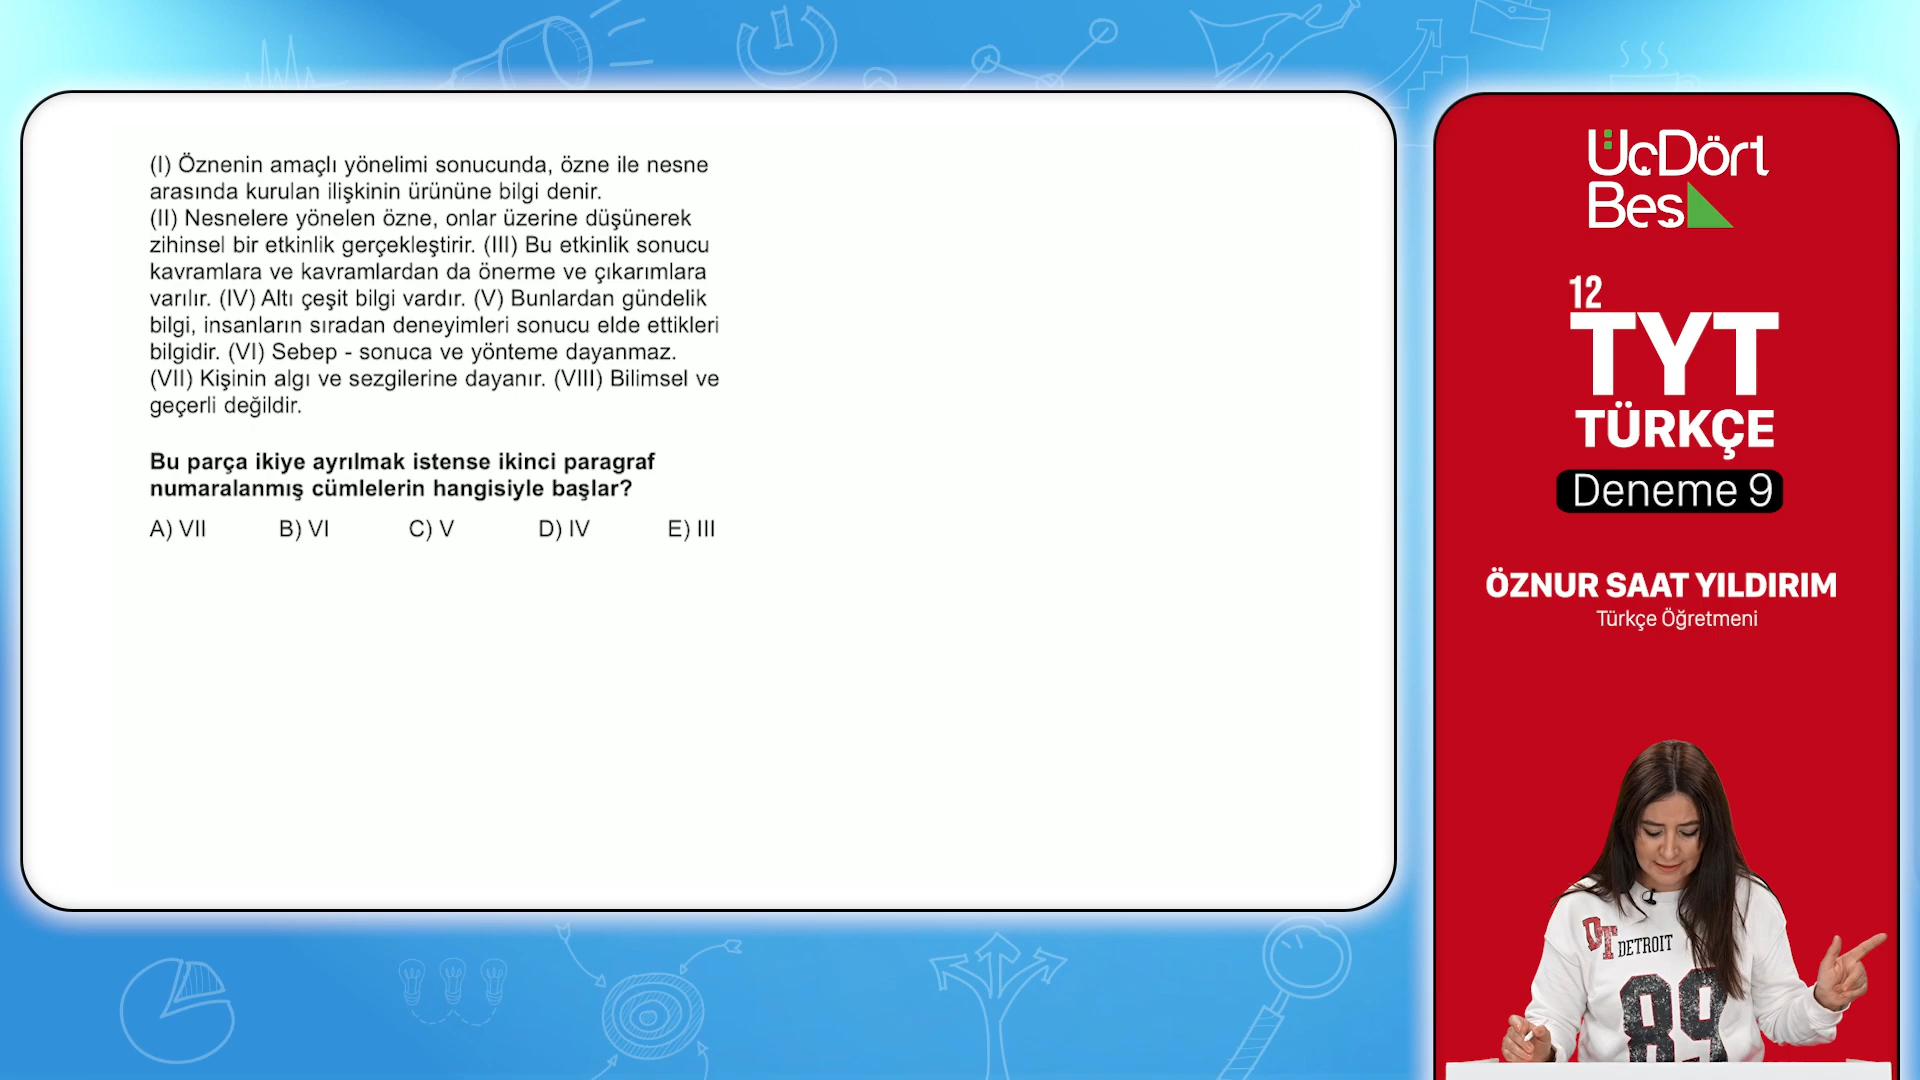 (I) Öznenin amaçlı yönelimi sonucunda, özne ile nesne
arasında kurulan ilişkinin ürününe bilgi denir.
(II) Nesnelere yönelen özne, onlar üzerine düşünerek
zihinsel bir etkinlik gerçekleştirir. (III) Bu etkinlik sonucu
kavramlara ve kavramlardan da önerme ve çıkarımlara
varılır. (IV) Altı çeşit bilgi vardır. (V) Bunlardan gündelik
bilgi, insanların sıradan deneyimleri sonucu elde ettikleri
bilgidir. (VI) Sebep - sonuca ve yönteme dayanmaz.
(VII) Kişinin algı ve sezgilerine dayanır. (VIII) Bilimsel ve
geçerli değildir.
Bu parça ikiye ayrılmak istense ikinci paragraf
numaralanmış cümlelerin hangisiyle başlar?
A) VII B) VI C) V D) IV E) III
ÜçDört
Beş
12
TYT
TÜRKÇE
Deneme 9
ÖZNUR SAAT YILDIRIM
Türkçe Öğretmeni
DT DETROIT
89